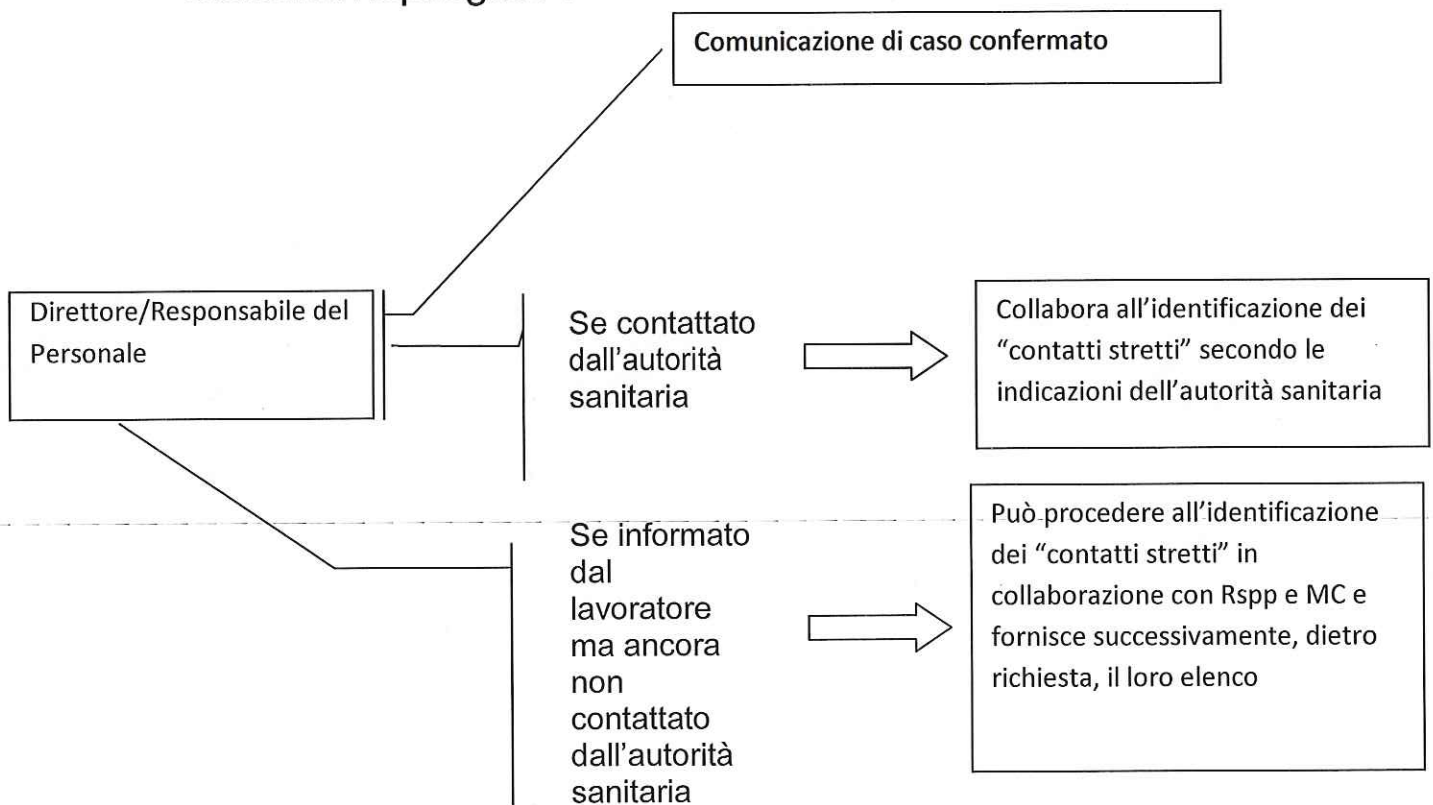 Comunicazione di caso confermato
Direttore/Responsabile del
Personale
Se contattato
dall'autorità
sanitaria
Collabora all'identificazione dei
“contatti stretti” secondo le
indicazioni dell'autorità sanitaria
Se informato
dal
lavoratore
ma ancora
non
contattato
dall'autorità
sanitaria
Può procedere all'identificazione
dei “contatti stretti” in
collaborazione con Rspp e MC e
fornisce successivamente, dietro
richiesta, il loro elenco